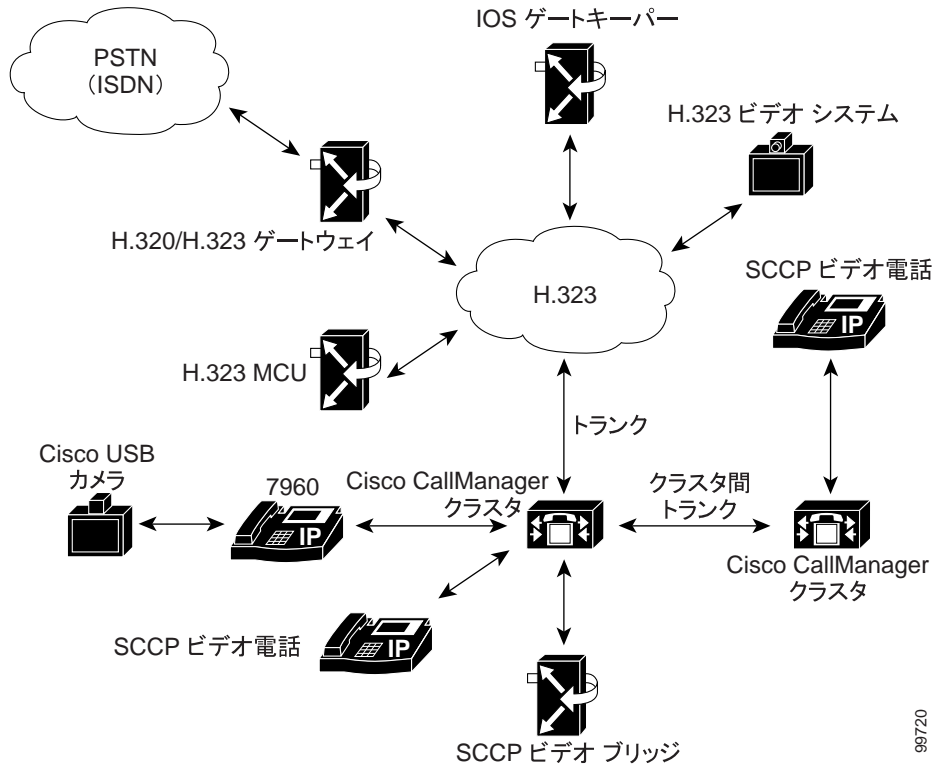 IOS ゲートキーパー
PSTN
(ISDN)
H.323 ビデオ システム
H.320/H.323 ゲートウェイ
SCCP ビデオ電話
IP
H.323
H.323 MCU
トランク
Cisco USB
カメラ
7960
IP
Cisco CallManager
クラスタ
クラスタ間
トランク
Cisco CallManager
クラスタ
SCCP ビデオ電話
IP
SCCP ビデオ ブリッジ
99720